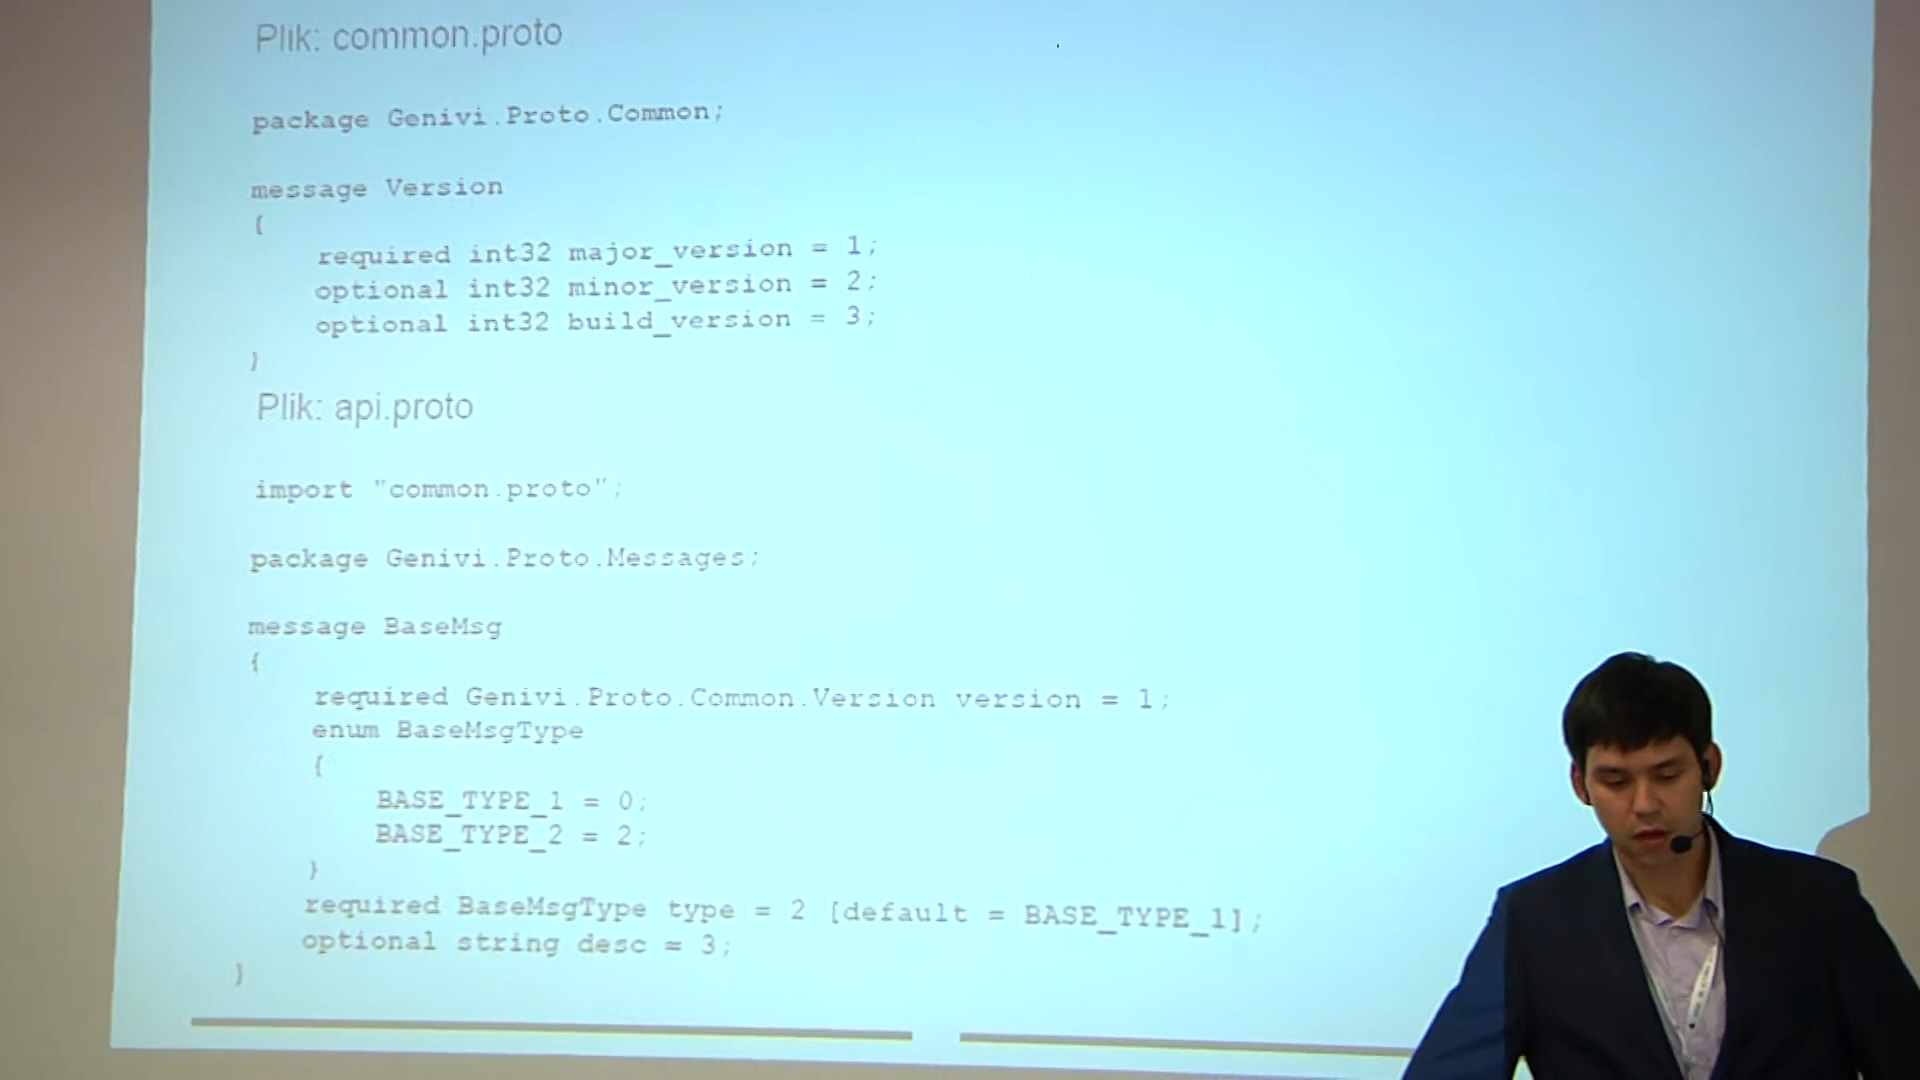 Plik: common.proto
package Genivi.Proto.Common;
message Version
{
required int32 major_version = 1;
optional int32 minor_version = 2;
optional int32 build_version = 3;
}
Plik: api.proto
import "common.proto";
package Genivi.Proto.Messages;
message BaseMsg
{
required Genivi.Proto.Common.Version version = 1;
enum BaseMsgType
{
BASE_TYPE_1 = 0;
BASE_TYPE_2 = 2;
}
required BaseMsgType type = 2 [default = BASE_TYPE_1];
optional string desc = 3;
}